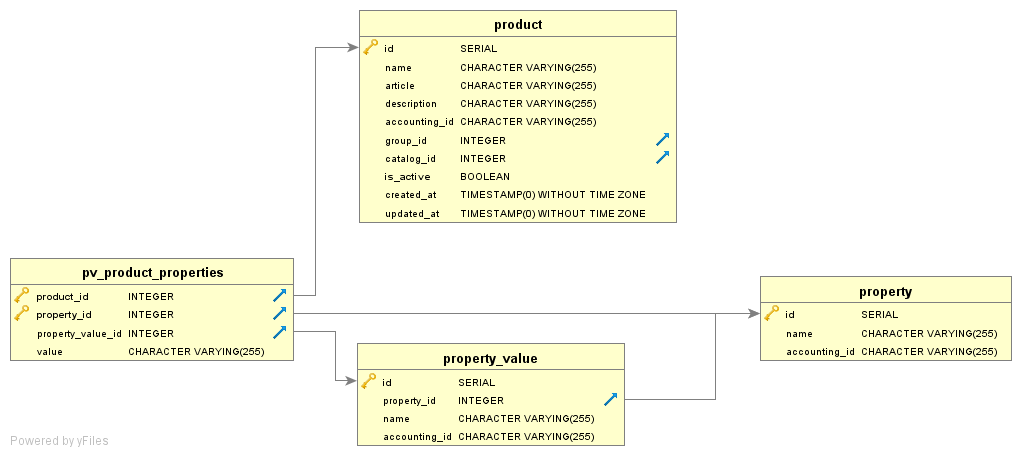 product
id SERIAL
name CHARACTER VARYING(255)
article CHARACTER VARYING(255)
description CHARACTER VARYING(255)
accounting_id CHARACTER VARYING(255)
group_id INTEGER
catalog_id INTEGER
is_active BOOLEAN
created_at TIMESTAMP(0) WITHOUT TIME ZONE
updated_at TIMESTAMP(0) WITHOUT TIME ZONE
pv_product_properties
product_id INTEGER
property_id INTEGER
property_value_id INTEGER
value CHARACTER VARYING(255)
property
id SERIAL
name CHARACTER VARYING(255)
accounting_id CHARACTER VARYING(255)
property_value
id SERIAL
property_id INTEGER
name CHARACTER VARYING(255)
accounting_id CHARACTER VARYING(255)
Powered by yFiles